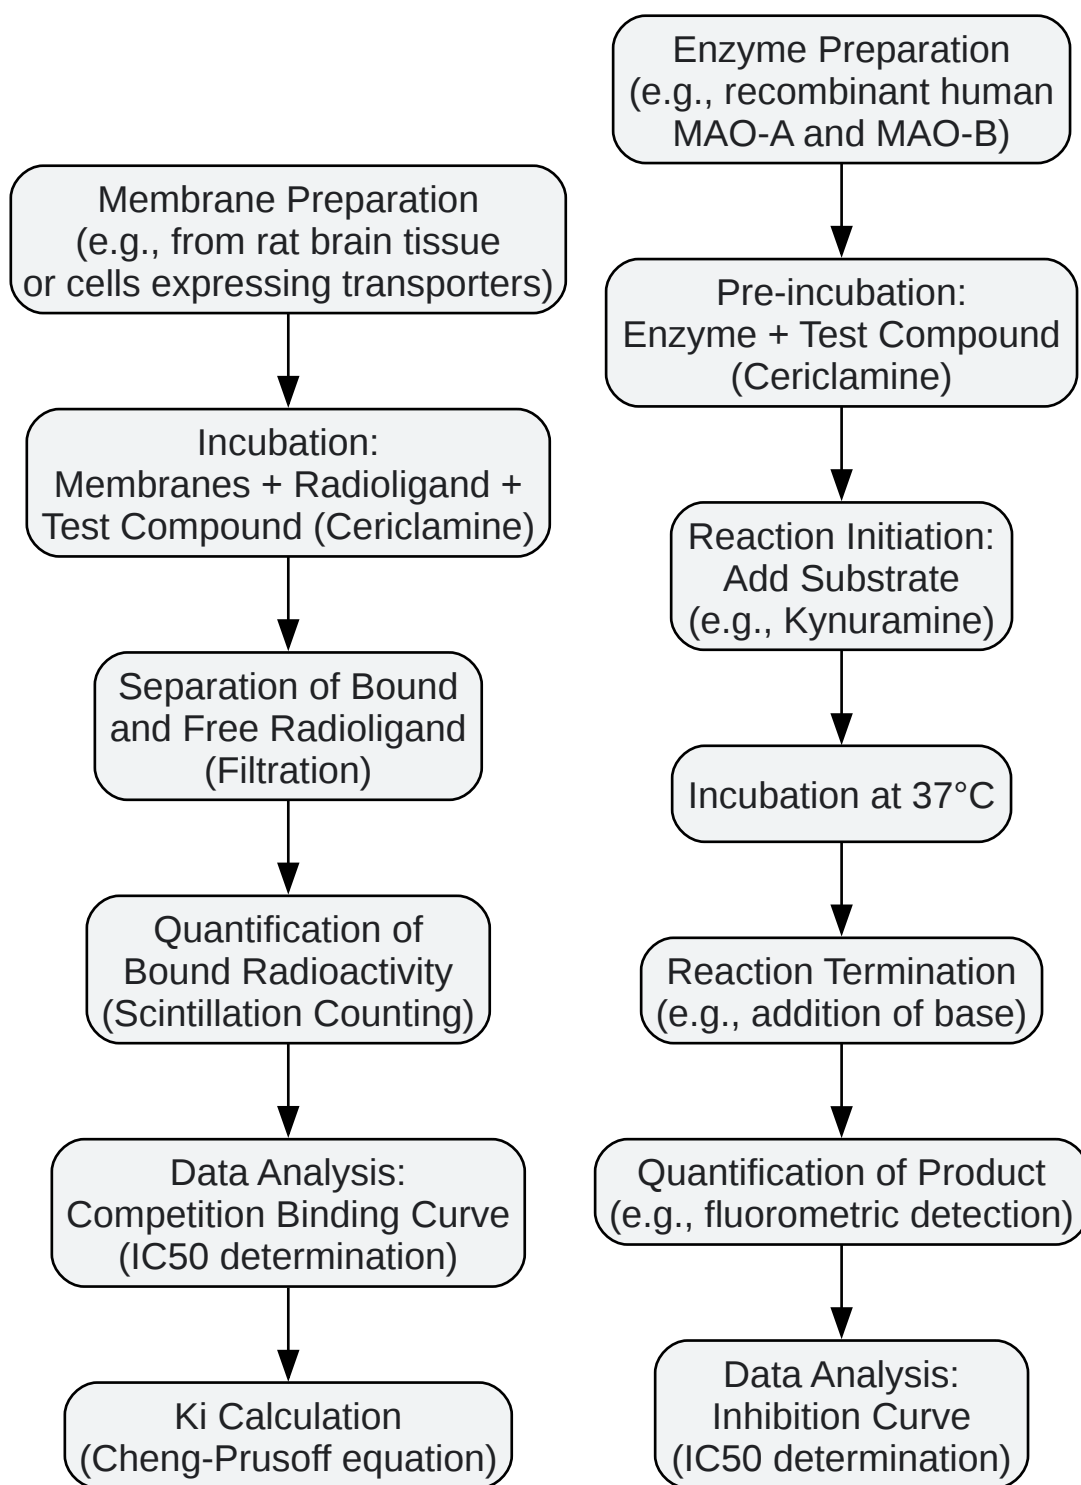 Membrane Preparation
(e.g., from rat brain tissue
or cells expressing transporters)
Incubation:
Membranes + Radioligand +
Test Compound (Cericlamine)
Separation of Bound
and Free Radioligand
(Filtration)
Quantification of
Bound Radioactivity
(Scintillation Counting)
Data Analysis:
Competition Binding Curve
(IC50 determination)
Ki Calculation
(Cheng-Prusoff equation)
Enzyme Preparation
(e.g., recombinant human
MAO-A and MAO-B)
Pre-incubation:
Enzyme + Test Compound
(Cericlamine)
Reaction Initiation:
Add Substrate
(e.g., Kynuramine)
Incubation at 37°C
Reaction Termination
(e.g., addition of base)
Quantification of Product
(e.g., fluorometric detection)
Data Analysis:
Inhibition Curve
(IC50 determination)